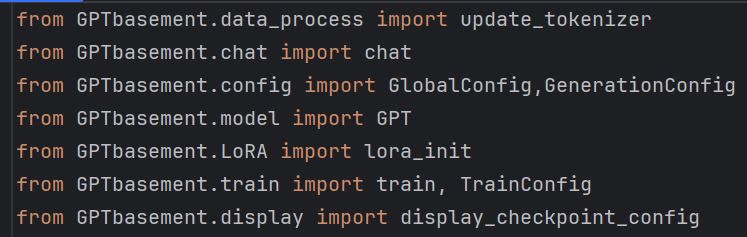 from GPTbasement.data_process import update_tokenizer
from GPTbasement.chat import chat
from GPTbasement.config import GlobalConfig,GenerationConfig
from GPTbasement.model import GPT
from GPTbasement.LoRA import lora_init
from GPTbasement.train import train, TrainConfig
from GPTbasement.display import display_checkpoint_config